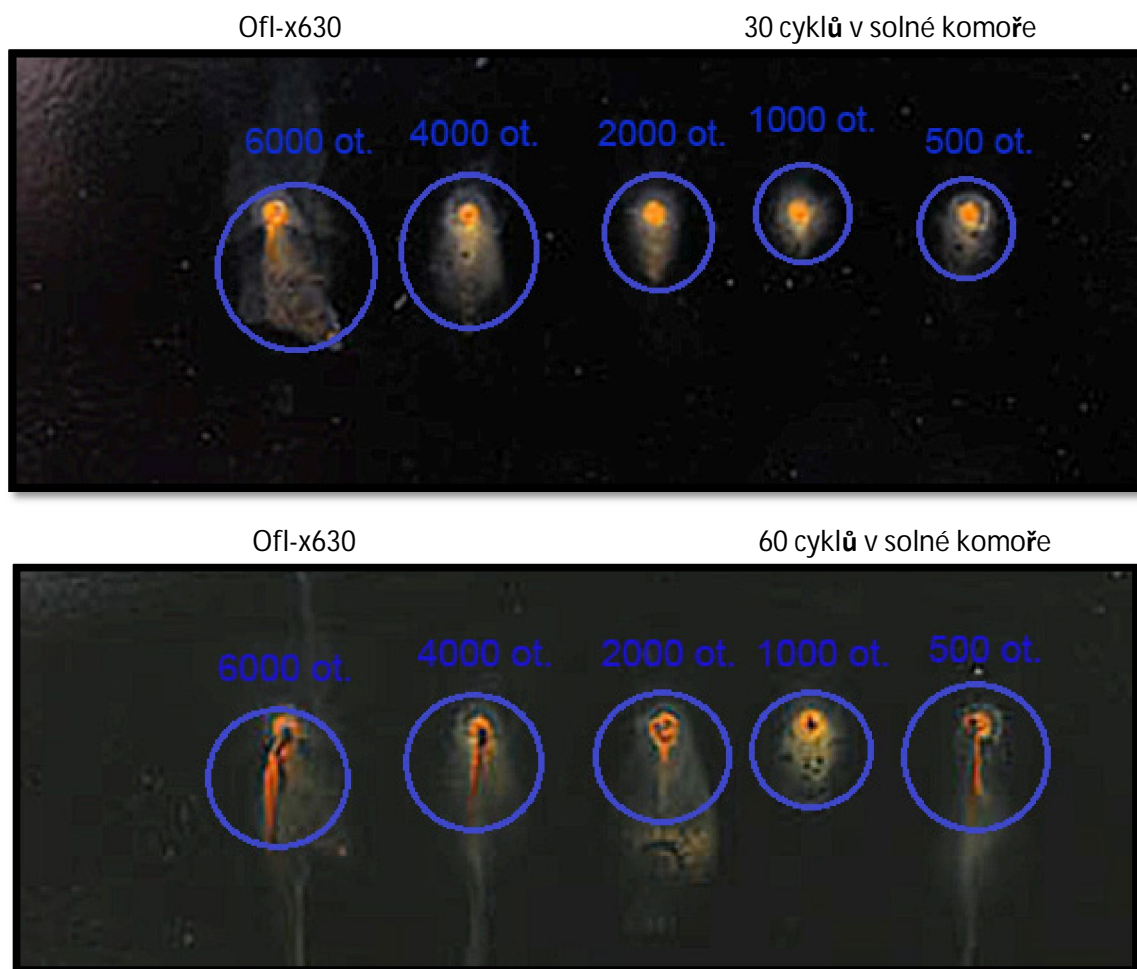 Ofl-x630 30 cyklů v solné komoře
6000 ot. 4000 ot. 2000 ot. 1000 ot. 500 ot.
Ofl-x630 60 cyklů v solné komoře
6000 ot. 4000 ot. 2000 ot. 1000 ot. 500 ot.